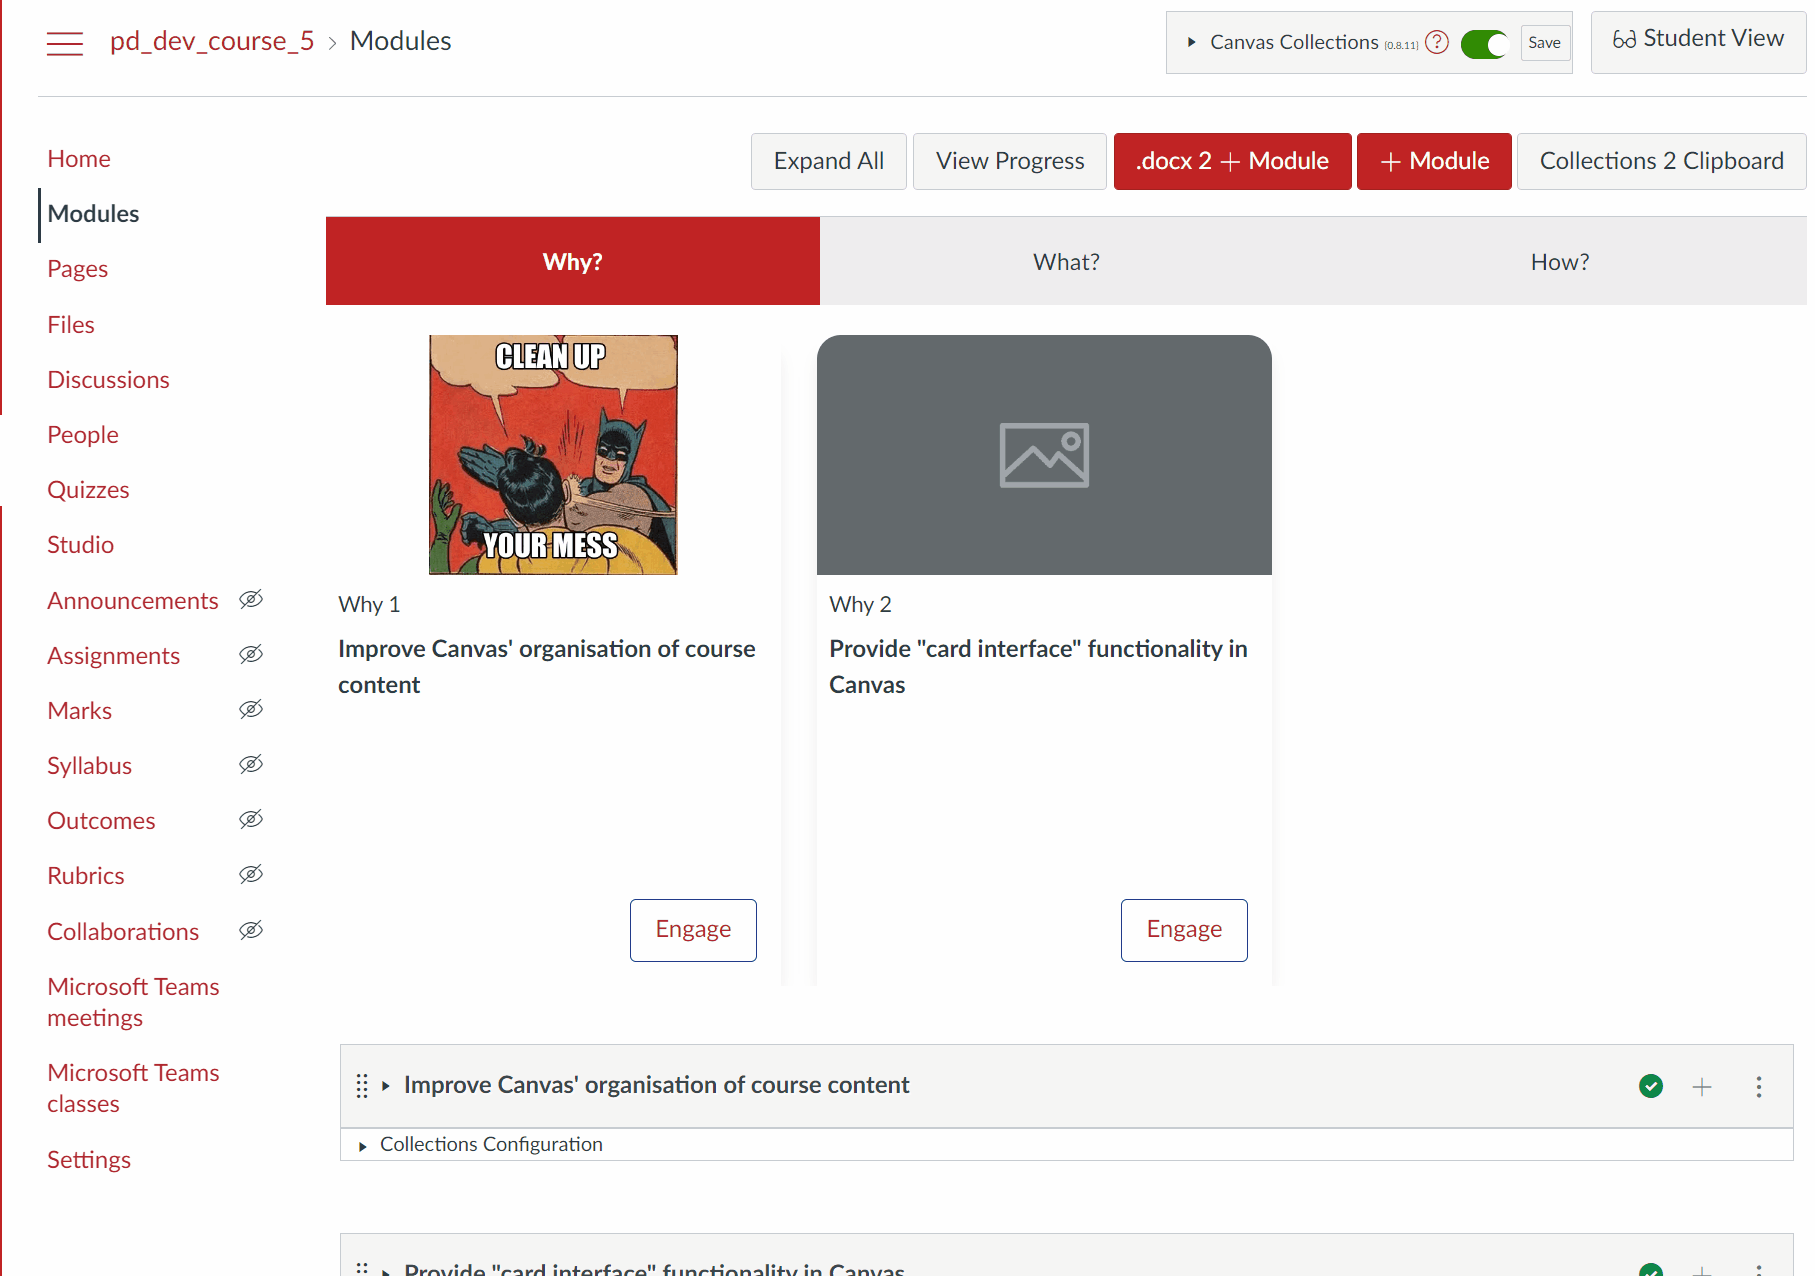 pd_dev_course_5 > Modules
Canvas Collections (0.8.11) ? Save
Student View
Expand All
View Progress
.docx 2 + Module
+ Module
Collections 2 Clipboard
Home
Modules
Pages
Files
Discussions
People
Quizzes
Studio
Announcements
Assignments
Marks
Syllabus
Outcomes
Rubrics
Collaborations
Microsoft Teams
meetings
Microsoft Teams
classes
Settings
Why?
What?
How?
CLEAN UP
YOUR MESS
Why 1
Improve Canvas' organisation of course
content
Engage
Why 2
Provide "card interface" functionality in
Canvas
Engage
Improve Canvas' organisation of course content
Collections Configuration
Provide "card interface" functionality in Canvas